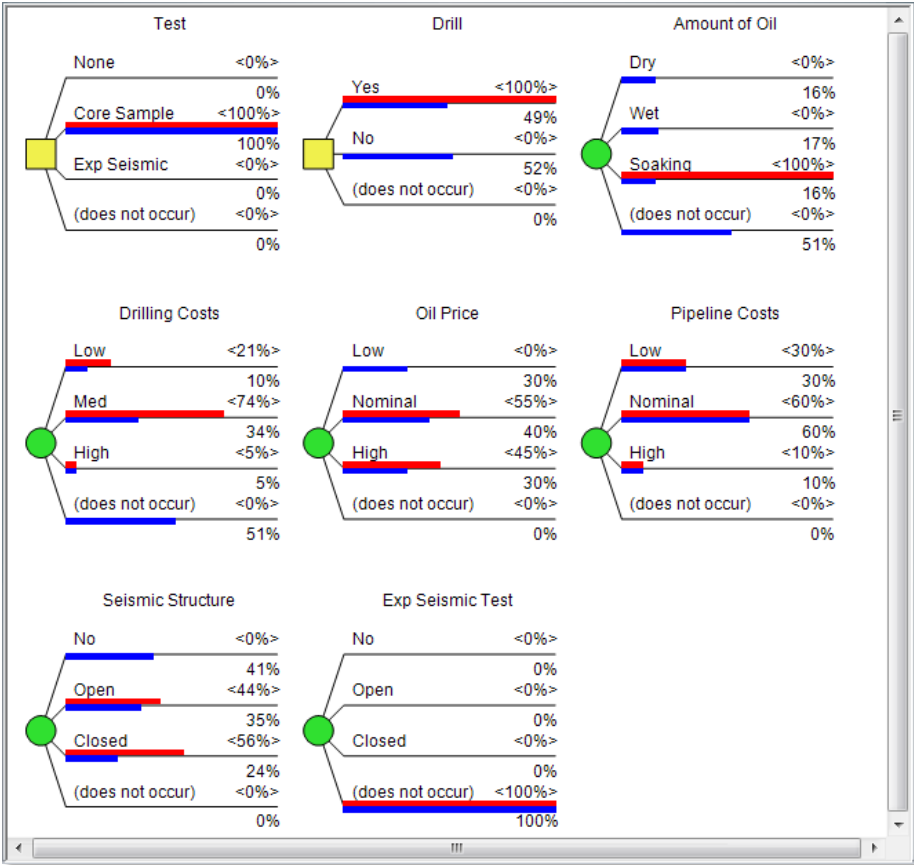 Test
None <0%>
0%
Core Sample <100%>
100%
Exp Seismic <0%>
0%
(does not occur) <0%>
0%
Drill
Yes <100%>
49%
No <0%>
52%
(does not occur) <0%>
0%
Amount of Oil
Dry <0%>
16%
Wet <0%>
17%
Soaking <100%>
16%
(does not occur) <0%>
51%
Drilling Costs
Low <21%>
10%
Med <74%>
34%
High <5%>
5%
(does not occur) <0%>
51%
Oil Price
Low <0%>
30%
Nominal <55%>
40%
High <45%>
30%
(does not occur) <0%>
0%
Pipeline Costs
Low <30%>
30%
Nominal <60%>
60%
High <10%>
10%
(does not occur) <0%>
0%
Seismic Structure
No <0%>
41%
Open <44%>
35%
Closed <56%>
24%
(does not occur) <0%>
0%
Exp Seismic Test
No <0%>
0%
Open <0%>
0%
Closed <0%>
0%
(does not occur) <100%>
100%